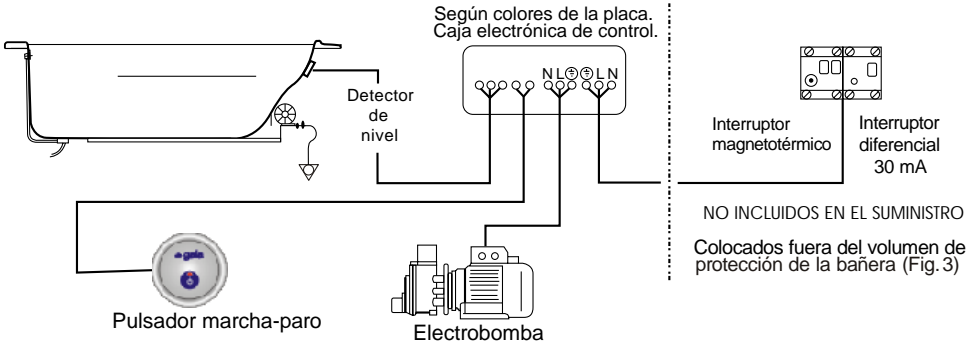 Según colores de la placa.
Caja electrónica de control.
N L L N
Detector
de
nivel
Interruptor
magnetotérmico
Interruptor
diferencial
30 mA
NO INCLUIDOS EN EL SUMINISTRO
Colocados fuera del volumen de
protección de la bañera (Fig. 3)
gala
Pulsador marcha-paro
Electrobomba